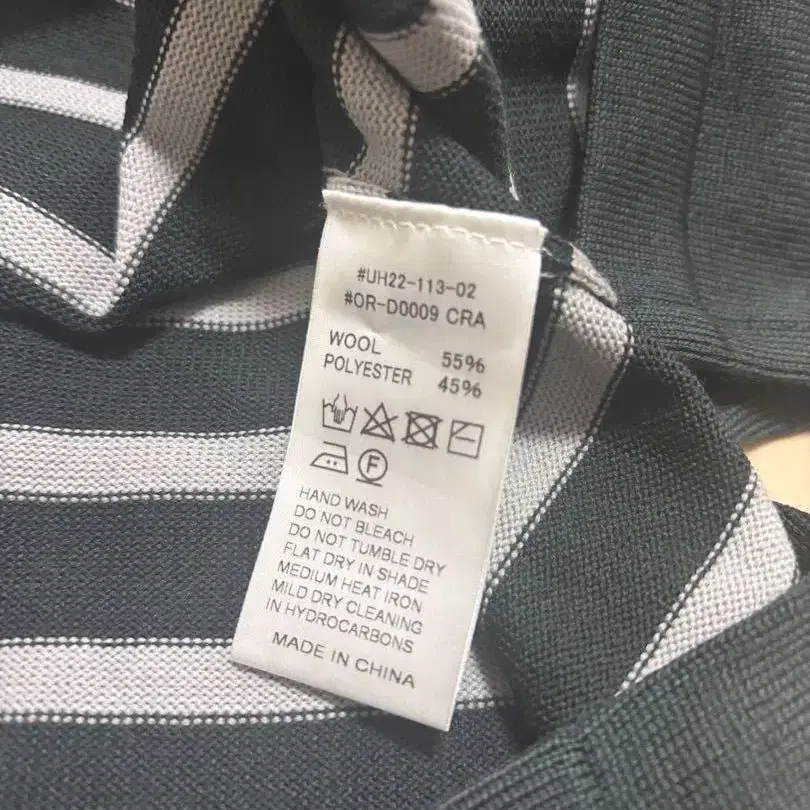 #UH22-113-02
#OR-D0009 CRA
WOOL 55%
POLYESTER 45%
F
HAND WASH
DO NOT BLEACH
DO NOT TUMBLE DRY
FLAT DRY IN SHADE
MEDIUM HEAT IRON
MILD DRY CLEANING
IN HYDROCARBONS
MADE IN CHINA